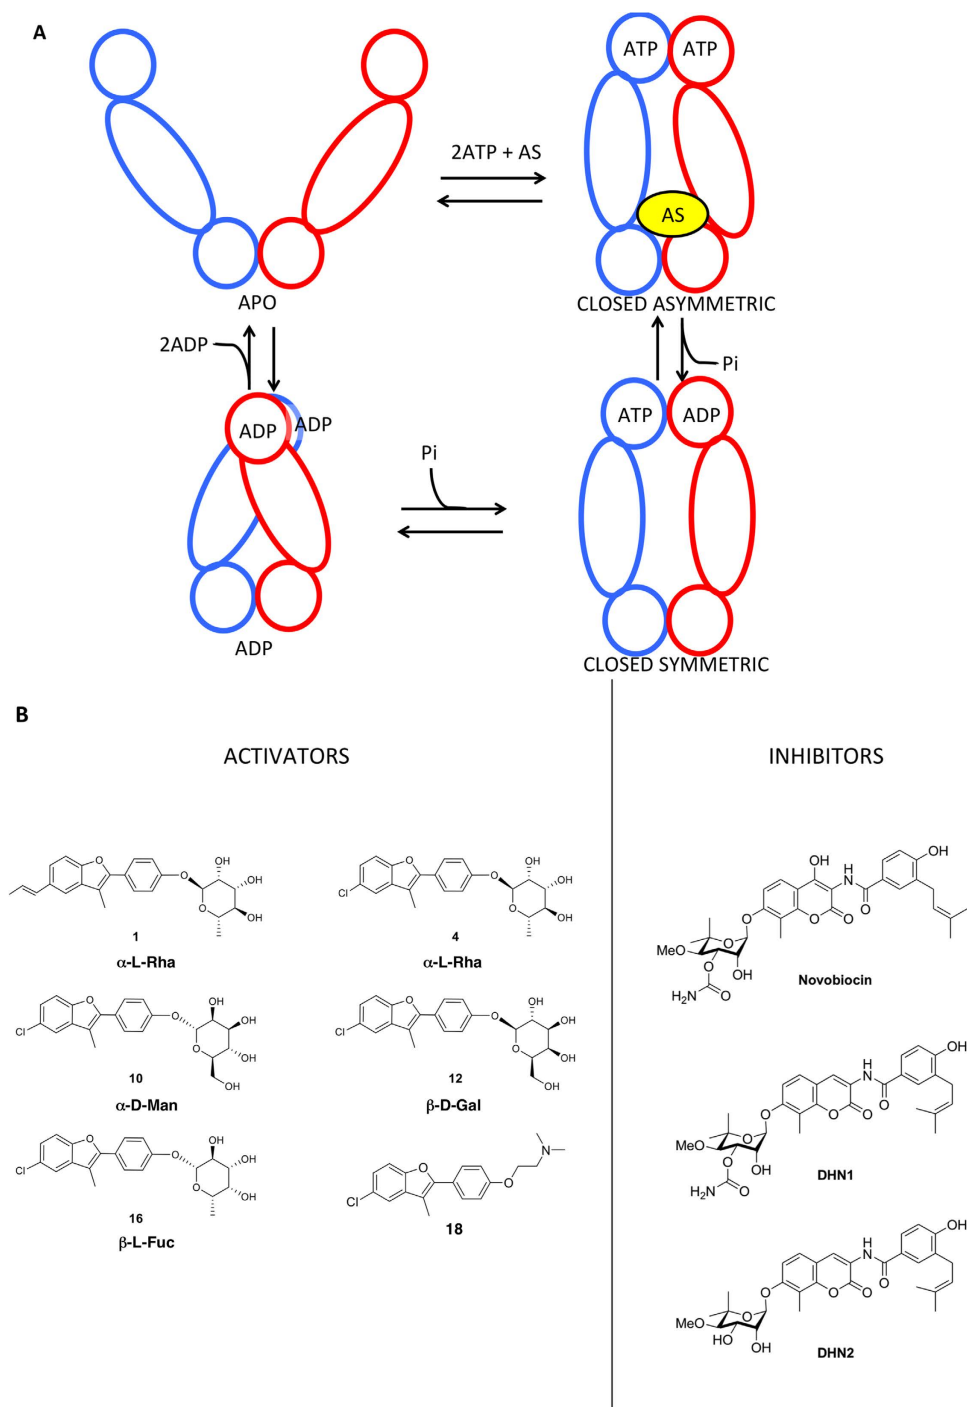 A
ATP ATP
2ATP + AS
AS
APO
CLOSED ASYMMETRIC
2ADP
Pi
ADP ADP
ATP ADP
Pi
ADP
CLOSED SYMMETRIC
B
ACTIVATORS
INHIBITORS
O O O OH OH OH
1
α-L-Rha
Cl O O O OH OH OH
4
α-L-Rha
OH H N O OH O O O O MeO O OH H₂N O
Novobiocin
Cl O O O OH OH OH OH
10
α-D-Man
Cl O O O OH OH OH OH
12
β-D-Gal
H N O OH O O O O MeO O OH H₂N O
DHN1
Cl O O O OH OH OH
16
β-L-Fuc
Cl O O N
18
H N O OH O O O O MeO HO OH
DHN2